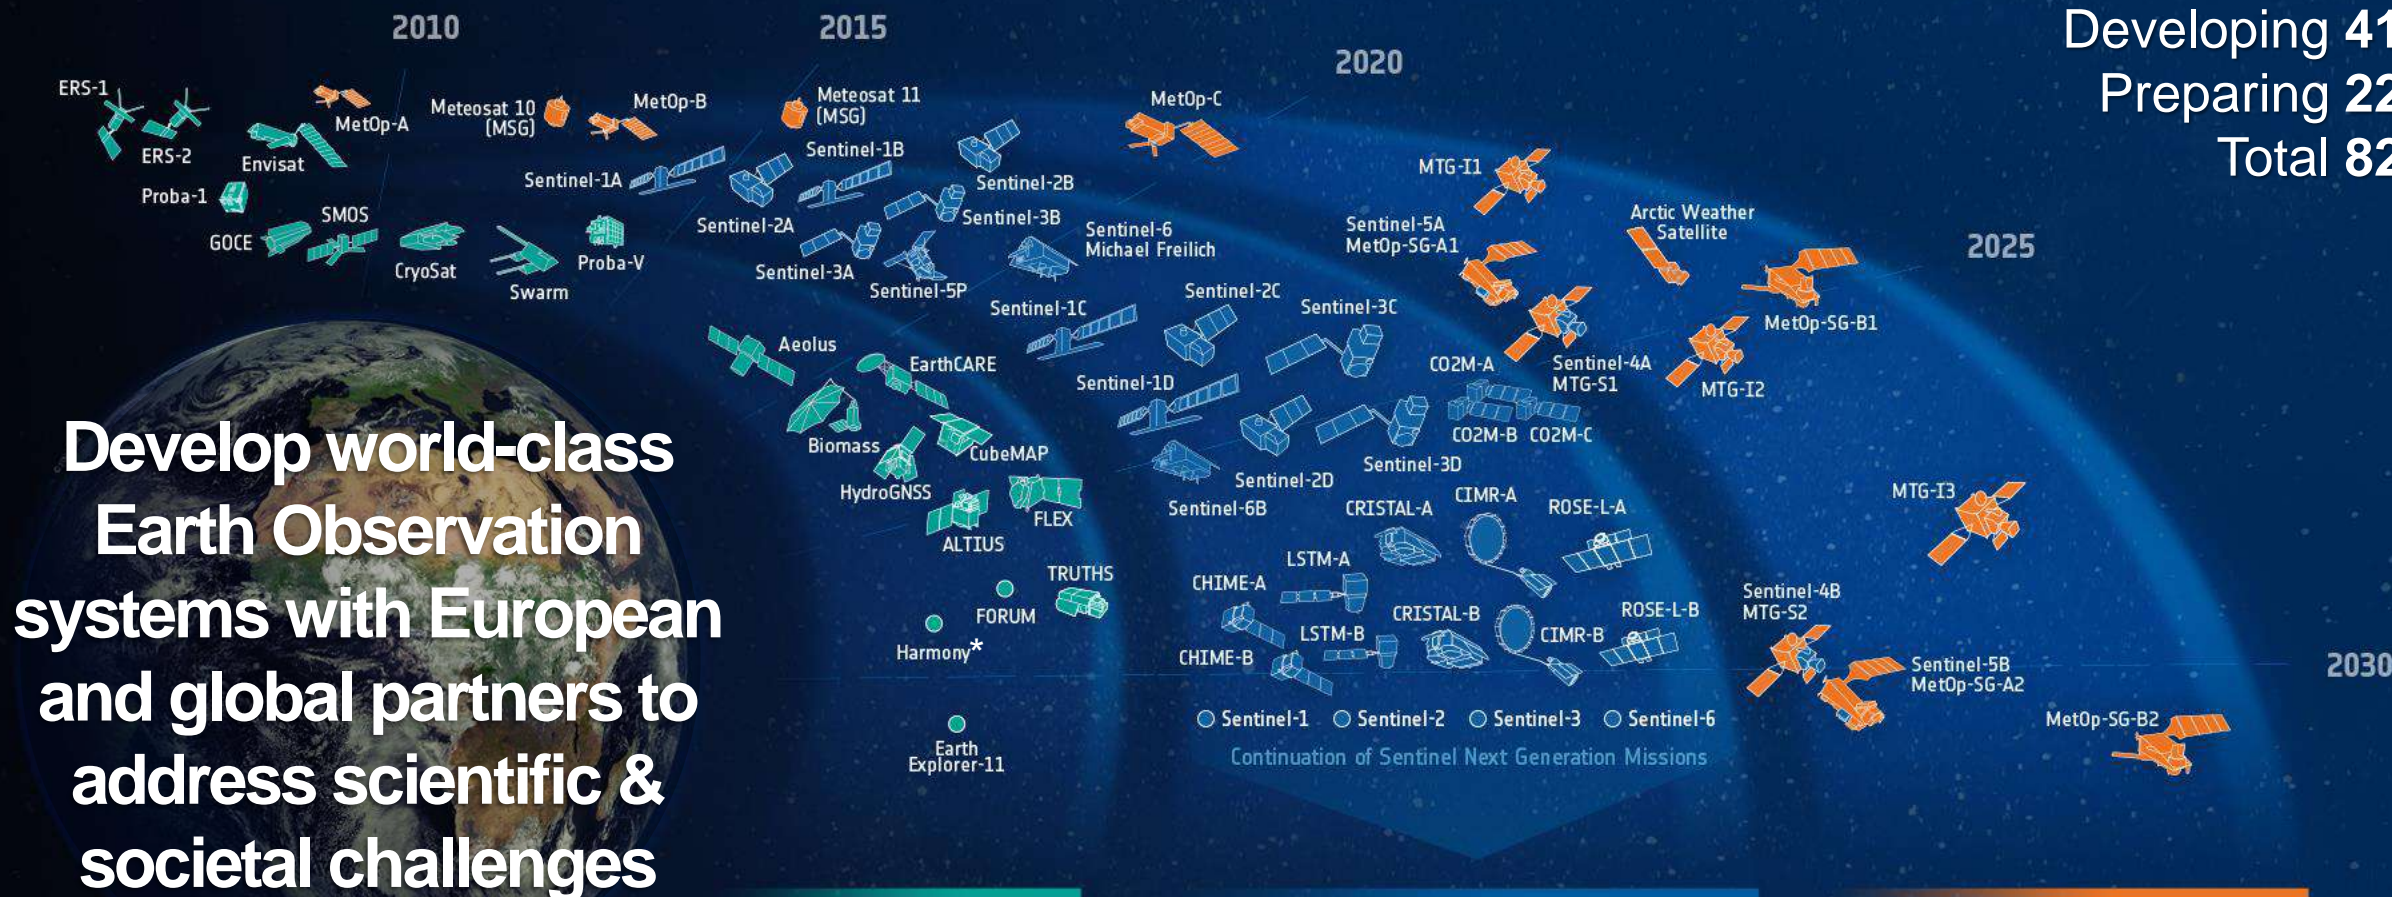 2010
2015
2020
2025
2030
Developing 41
Preparing 22
Total 82
ERS-1
ERS-2
Envisat
MetOp-A
Meteosat 10
(MSG)
MetOp-B
Meteosat 11
(MSG)
MetOp-C
Proba-1
GOCE
SMOS
CryoSat
Swarm
Proba-V
Sentinel-1A
Sentinel-2A
Sentinel-1B
Sentinel-3A
Sentinel-5P
Sentinel-2B
Sentinel-3B
Sentinel-6
Michael Freilich
MTG-I1
Sentinel-5A
MetOp-SG-A1
Arctic Weather
Satellite
MetOp-SG-B1
Sentinel-4A
MTG-S1
MTG-I2
Sentinel-1C
Sentinel-2C
Sentinel-3C
Sentinel-1D
Sentinel-2D
Sentinel-3D
Sentinel-6B
CO2M-A
CO2M-B
CO2M-C
Aeolus
EarthCARE
Biomass
CubeMAP
HydroGNSS
FLEX
ALTIUS
TRUTHS
FORUM
Harmony*
Earth
Explorer-11
CRISTAL-A
CIMR-A
ROSE-L-A
LSTM-A
CHIME-A
CRISTAL-B
LSTM-B
CIMR-B
ROSE-L-B
CHIME-B
MTG-I3
Sentinel-4B
MTG-S2
Sentinel-5B
MetOp-SG-A2
MetOp-SG-B2
Sentinel-1
Sentinel-2
Sentinel-3
Sentinel-6
Continuation of Sentinel Next Generation Missions
Develop world-class
Earth Observation
systems with European
and global partners to
address scientific &
societal challenges